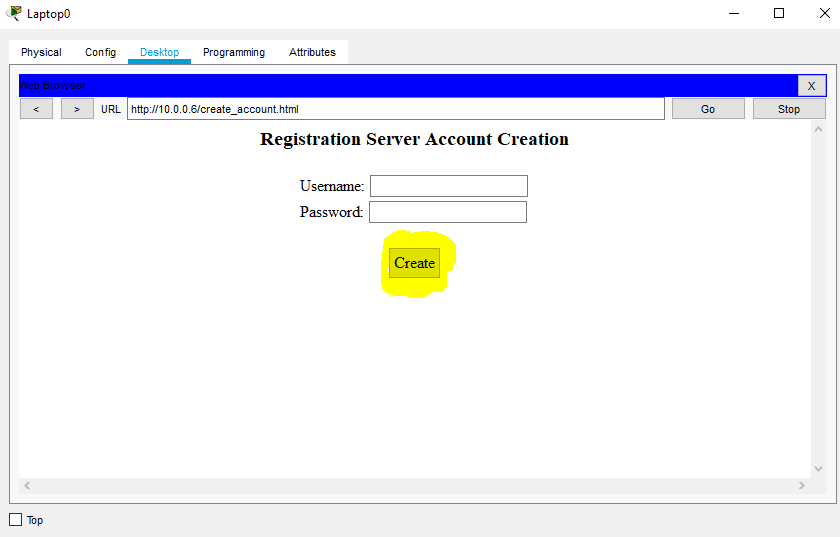 Laptop0
Physical Config Desktop Programming Attributes
Web Browser X
< > URL http://10.0.0.6/create_account.html Go Stop
Registration Server Account Creation
Username:
Password:
Create
Top